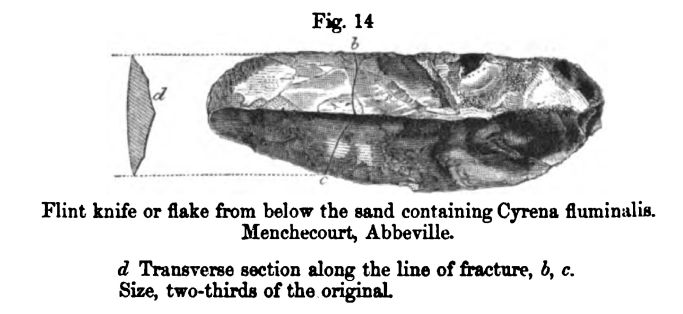 Fig. 14
b
d
c
Flint knife or flake from below the sand containing Cyrena fluminalis.
Menchecourt, Abbeville.
d Transverse section along the line of fracture, b, c.
Size, two-thirds of the original.